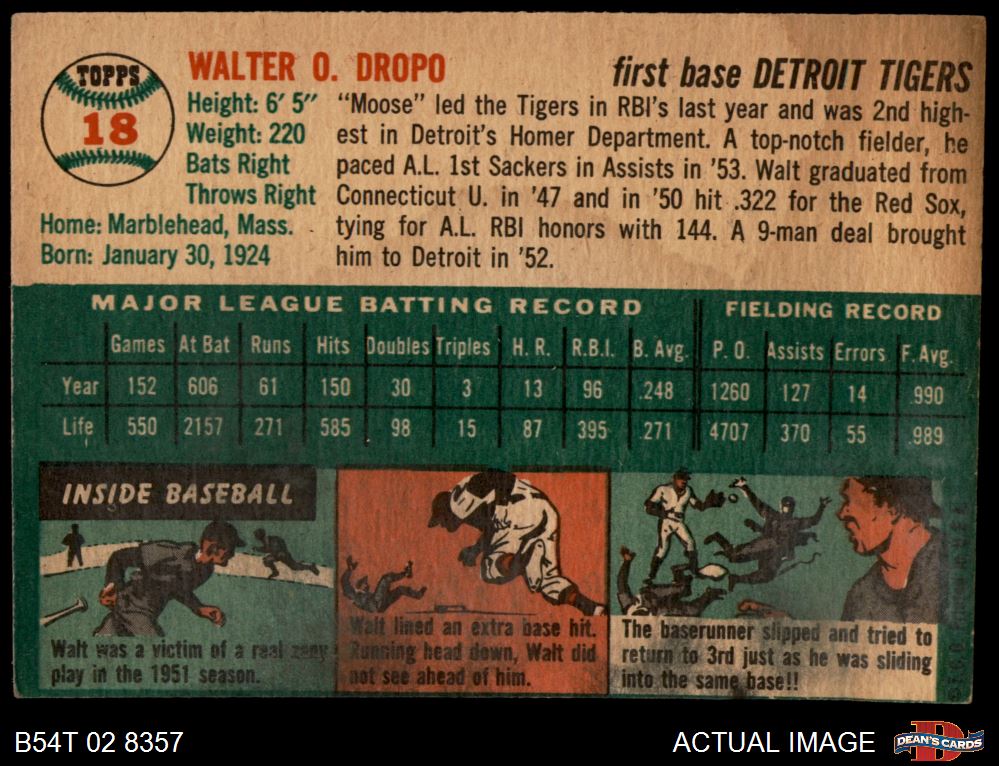 TOPPS
18
WALTER O. DROPO
first base DETROIT TIGERS
Height: 6' 5"
Weight: 220
Bats Right
Throws Right
Home: Marblehead, Mass.
Born: January 30, 1924
"Moose" led the Tigers in RBI's last year and was 2nd high-
est in Detroit's Homer Department. A top-notch fielder, he
paced A.L. 1st Sackers in Assists in '53. Walt graduated from
Connecticut U. in '47 and in '50 hit .322 for the Red Sox,
tying for A.L. RBI honors with 144. A 9-man deal brought
him to Detroit in '52.
MAJOR LEAGUE BATTING RECORD
FIELDING RECORD
Games At Bat Runs Hits Doubles Triples H. R. R.B.I. B. Avg. P. O. Assists Errors F. Avg.
Year 152 606 61 150 30 3 13 96 .248 1260 127 14 .990
Life 550 2157 271 585 98 15 87 395 .271 4707 370 55 .989
INSIDE BASEBALL
Walt was a victim of a real zany
play in the 1951 season.
Walt lined an extra base hit.
Running head down, Walt did
not see ahead of him.
The baserunner slipped and tried to
return to 3rd just as he was sliding
into the same base!!
B54T 02 8357
ACTUAL IMAGE
DEAN'S CARDS